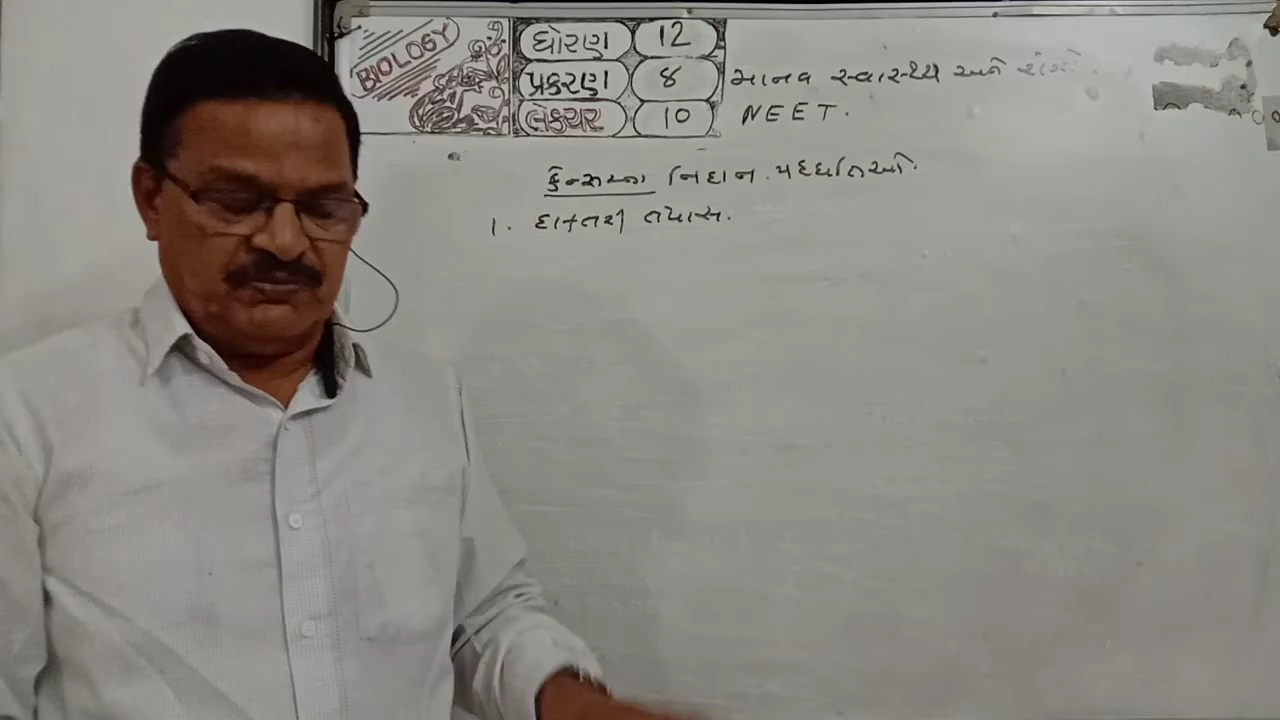 BIOLOGY
ધોરણ 12
પ્રકરણ 8 માનવ સ્વાસ્થ્ય અને
લેક્ચર 10 NEET.
કેન્સરના નિદાન પદ્ધતિઓ.
1. દાક્તરી તપાસ.